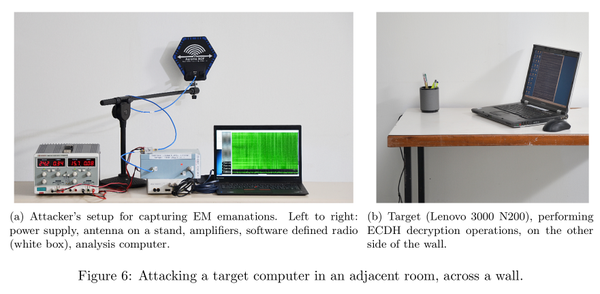 (a) Attacker's setup for capturing EM emanations. Left to right:
power supply, antenna on a stand, amplifiers, software defined radio
(white box), analysis computer.
(b) Target (Lenovo 3000 N200), performing
ECDH decryption operations, on the other
side of the wall.
Figure 6: Attacking a target computer in an adjacent room, across a wall.